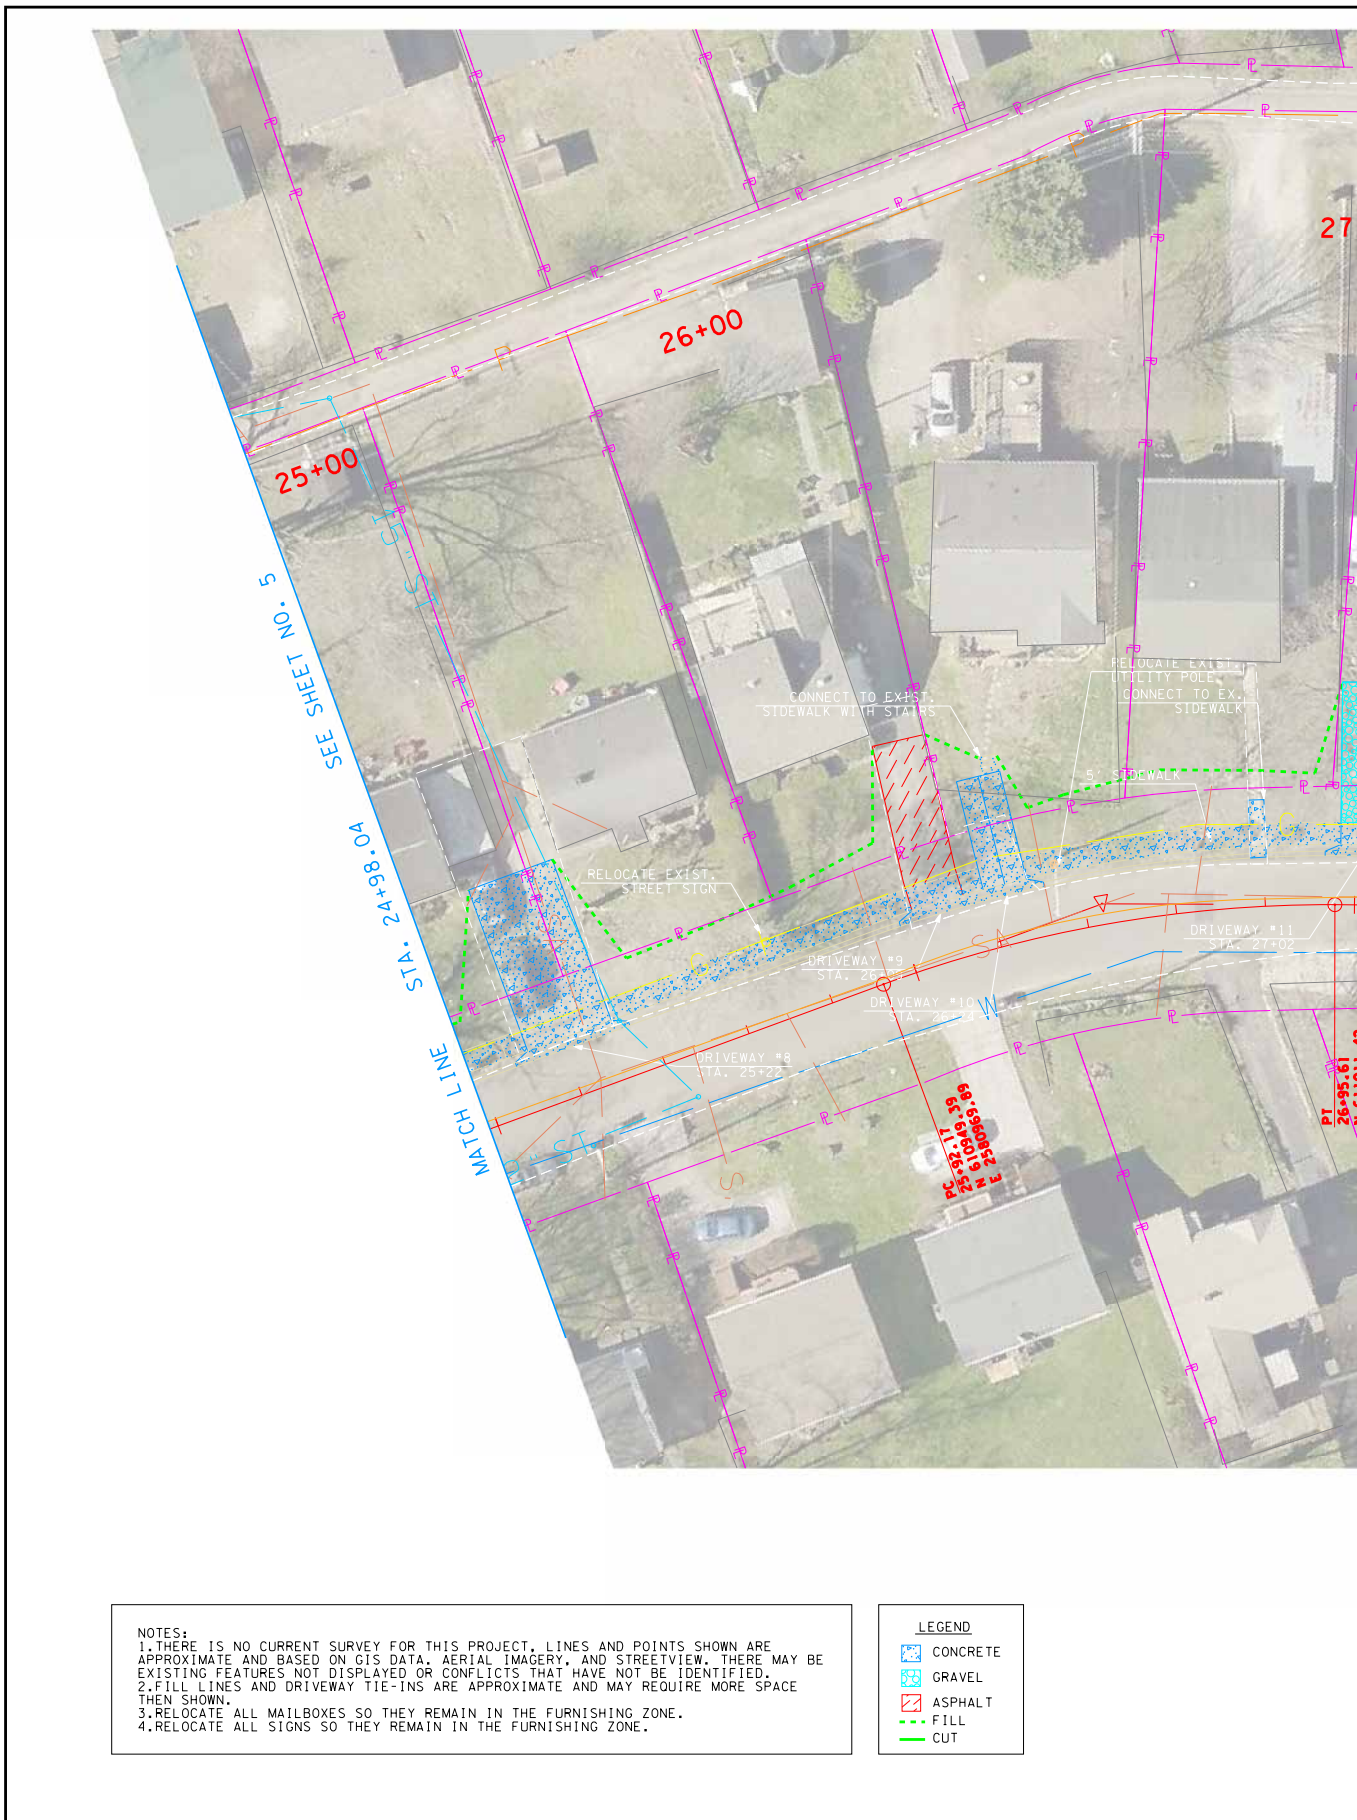 27
26+00
25+00
15" ST
SEE SHEET NO. 5
STA. 24+98.04
MATCH LINE
RELOCATE EXIST.
UTILITY POLE.
CONNECT TO EX.
SIDEWALK
CONNECT TO EXIST.
SIDEWALK WITH STAIRS
5' SIDEWALK
RELOCATE EXIST.
STREET SIGN
G
SA
DRIVEWAY #11
STA. 27+02
DRIVEWAY #9
DRIVEWAY #10
W
DRIVEWAY #8
STA. 25+22
ST
S
PC
25+92.17
N 610949.39
E 2580969.89
PT
26+95.61
NOTES:
1.THERE IS NO CURRENT SURVEY FOR THIS PROJECT, LINES AND POINTS SHOWN ARE
APPROXIMATE AND BASED ON GIS DATA, AERIAL IMAGERY, AND STREETVIEW. THERE MAY BE
EXISTING FEATURES NOT DISPLAYED OR CONFLICTS THAT HAVE NOT BE IDENTIFIED.
2.FILL LINES AND DRIVEWAY TIE-INS ARE APPROXIMATE AND MAY REQUIRE MORE SPACE
THEN SHOWN.
3.RELOCATE ALL MAILBOXES SO THEY REMAIN IN THE FURNISHING ZONE.
4.RELOCATE ALL SIGNS SO THEY REMAIN IN THE FURNISHING ZONE.
LEGEND
CONCRETE
GRAVEL
ASPHALT
FILL
CUT